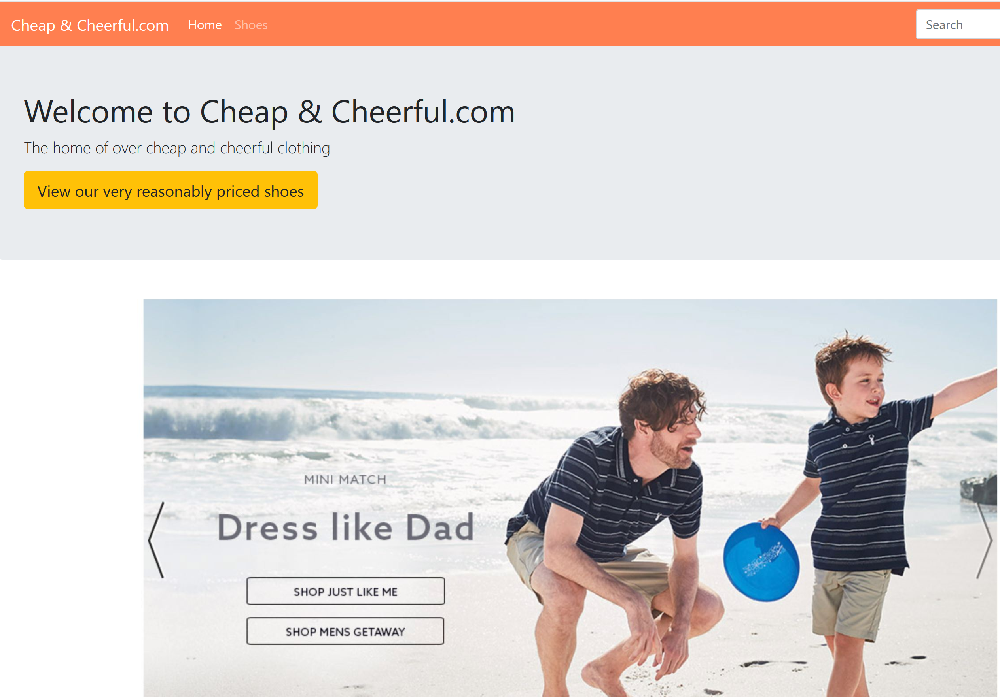 Cheap & Cheerful.com Home Shoes Search
Welcome to Cheap & Cheerful.com
The home of over cheap and cheerful clothing
View our very reasonably priced shoes
MINI MATCH
Dress like Dad
SHOP JUST LIKE ME
SHOP MENS GETAWAY